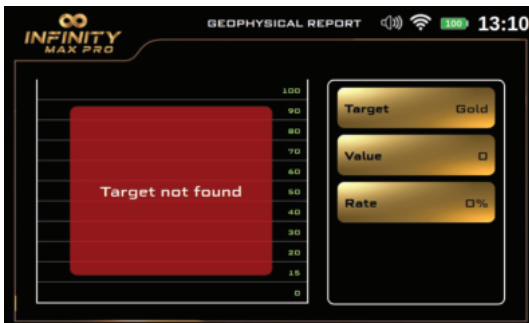 INFINITY
MAX PRO
GEOPHYSICAL REPORT
100
13:10
100
90
80
70
60
50
40
30
20
15
0
Target not found
Target Gold
Value 0
Rate 0%